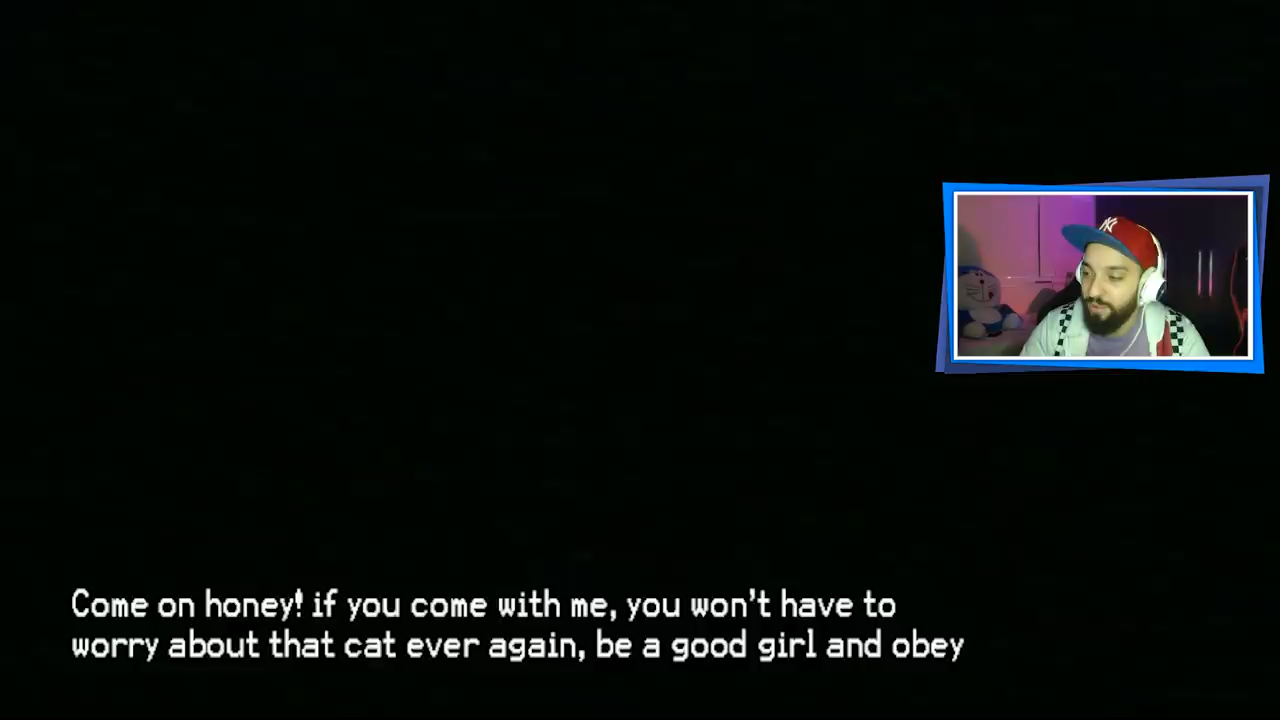 NY
Come on honey! if you come with me, you won't have to
worry about that cat ever again, be a good girl and obey